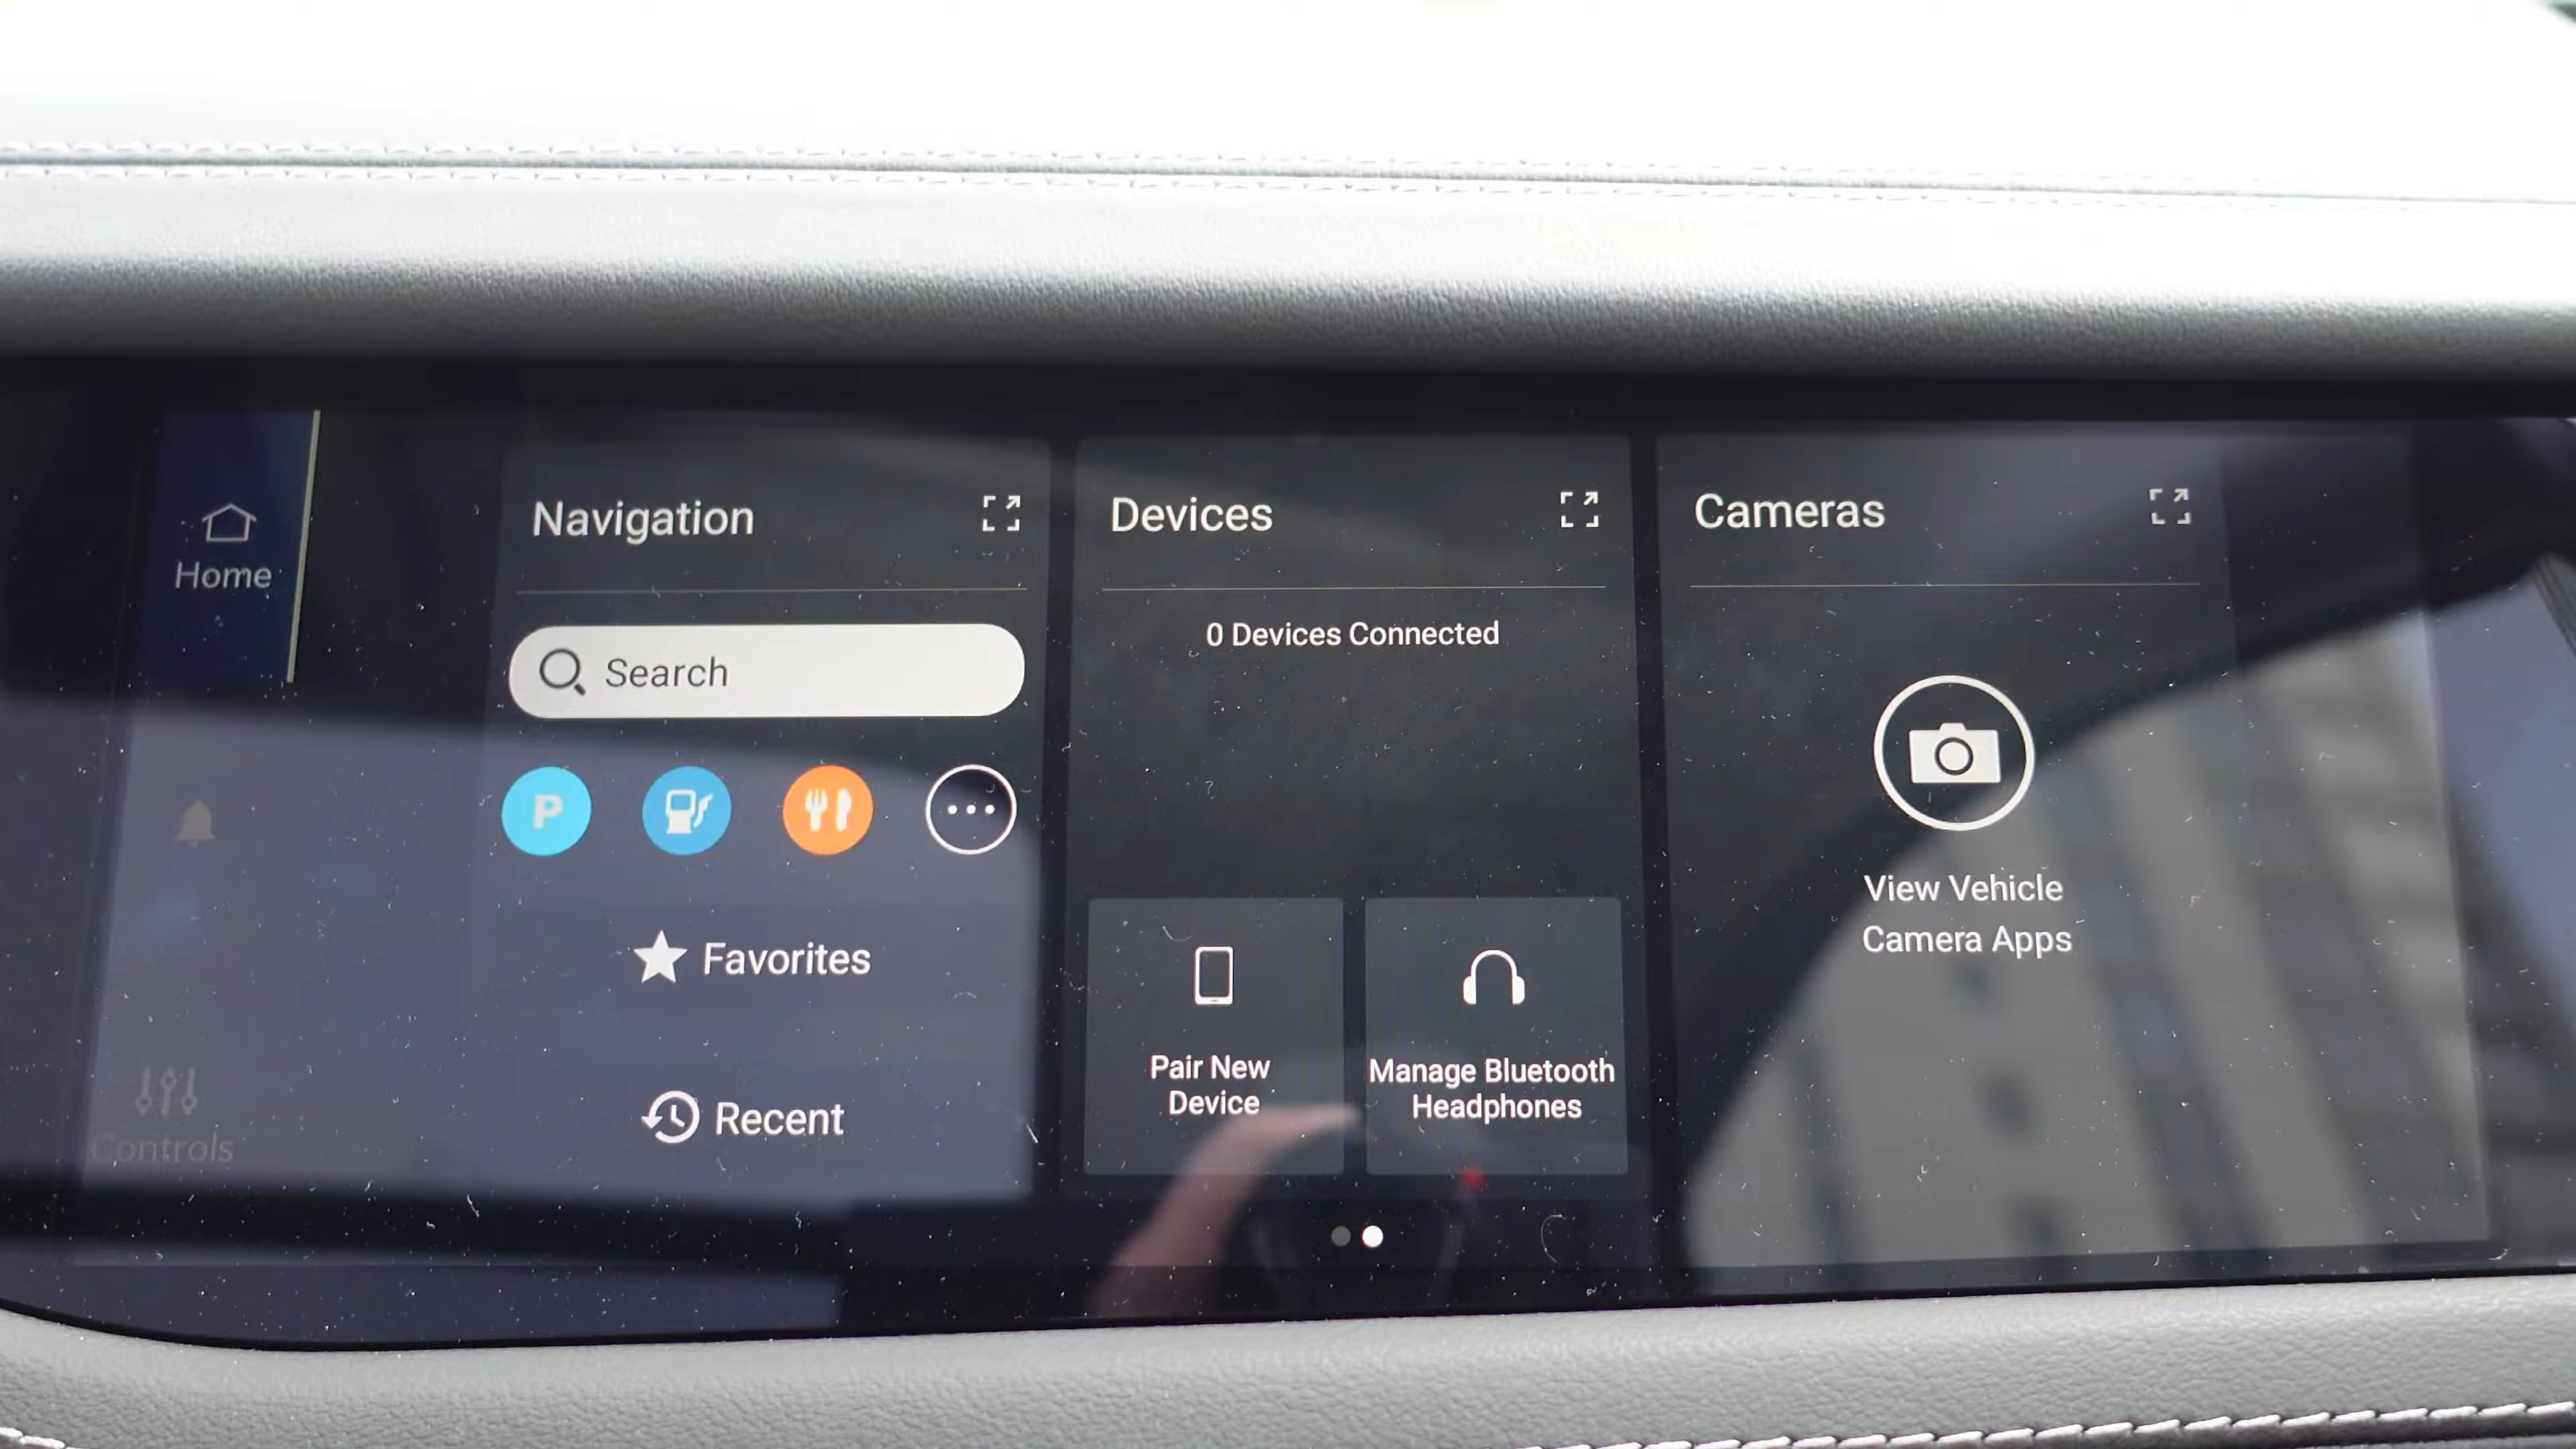 Home
Controls
Navigation
Search
P
Favorites
Recent
Devices
0 Devices Connected
Pair New
Device
Manage Bluetooth
Headphones
Cameras
View Vehicle
Camera Apps